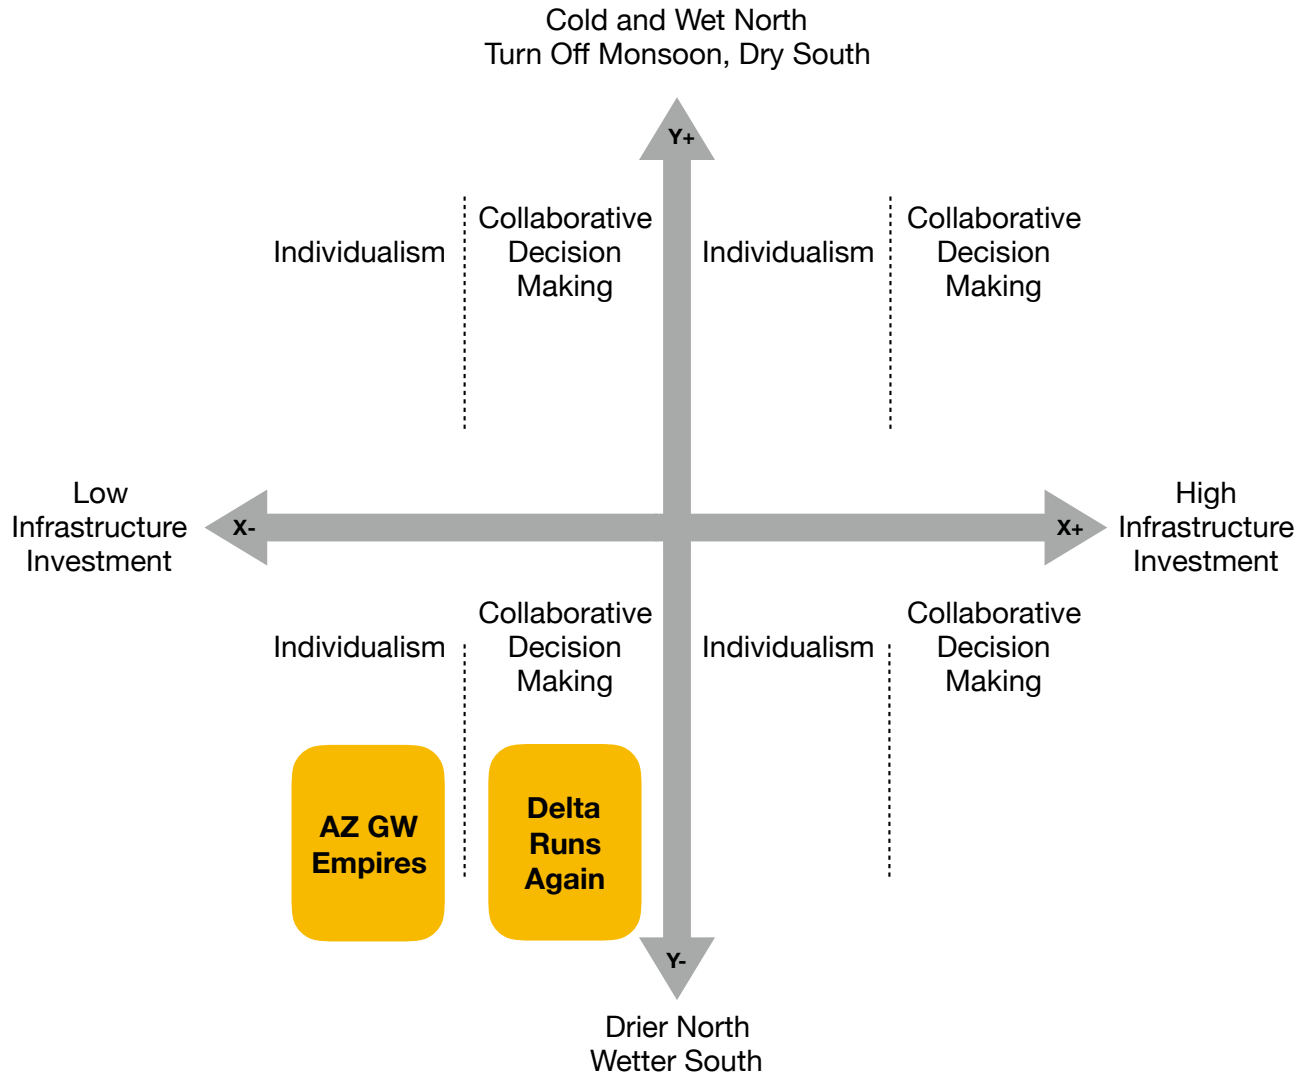 Cold and Wet North
Turn Off Monsoon, Dry South
Y+
Individualism
Collaborative
Decision
Making
Individualism
Collaborative
Decision
Making
Low
Infrastructure
Investment
X-
X+
High
Infrastructure
Investment
Individualism
Collaborative
Decision
Making
Individualism
Collaborative
Decision
Making
AZ GW
Empires
Delta
Runs
Again
Y-
Drier North
Wetter South